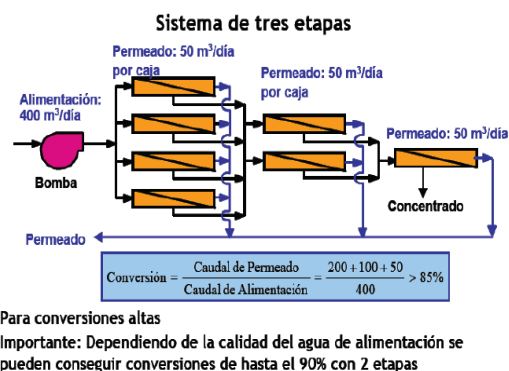 Sistema de tres etapas
Permeado: 50 m³/día
por caja
Permeado: 50 m³/día
por caja
Alimentación:
400 m³/día
Permeado: 50 m³/día
Bomba
Concentrado
Permeado
Conversión = Caudal de Permeado / Caudal de Alimentación = 200 + 100 + 50 / 400 > 85%
Para conversiones altas
Importante: Dependiendo de la calidad del agua de alimentación se
pueden conseguir conversiones de hasta el 90% con 2 etapas